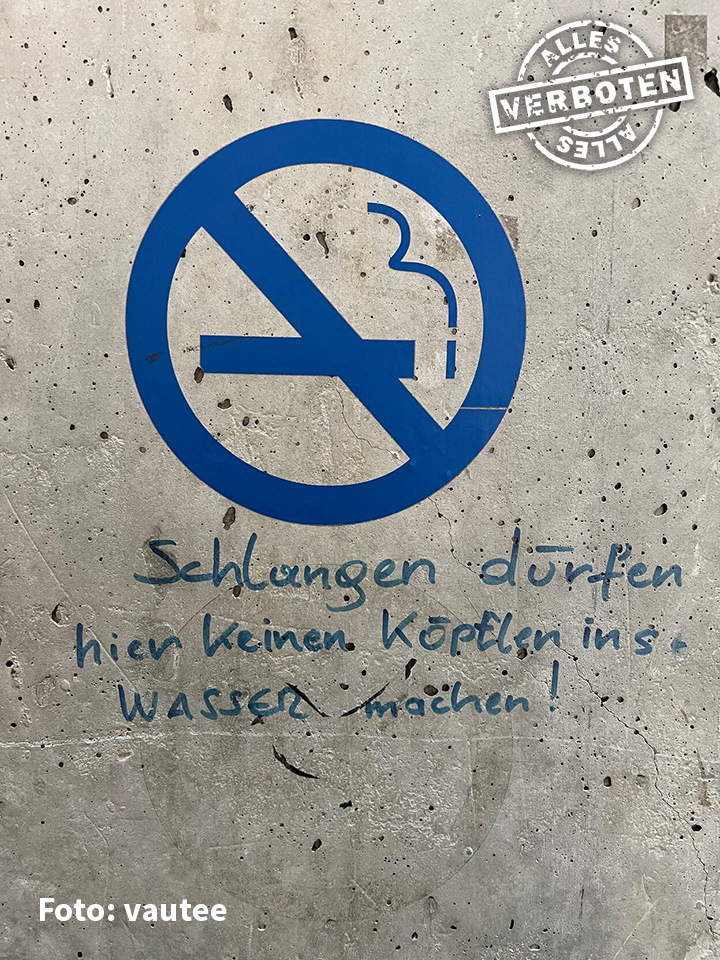 ALLES
VERBOTEN
ALLES
Schlangen dürfen
hier keinen Köpfler ins
WASSER machen!
Foto: vautee